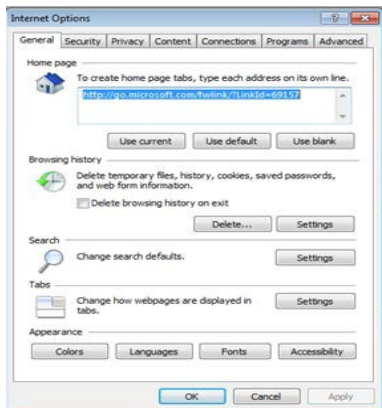 Internet Options
General Security Privacy Content Connections Programs Advanced
Home page
To create home page tabs, type each address on its own line.
http://go.microsoft.com/fwlink/?LinkId=69157
Use current Use default Use blank
Browsing history
Delete temporary files, history, cookies, saved passwords,
and web form information.
Delete browsing history on exit
Delete... Settings
Search
Change search defaults. Settings
Tabs
Change how webpages are displayed in Settings
tabs.
Appearance
Colors Languages Fonts Accessibility
OK Cancel Apply